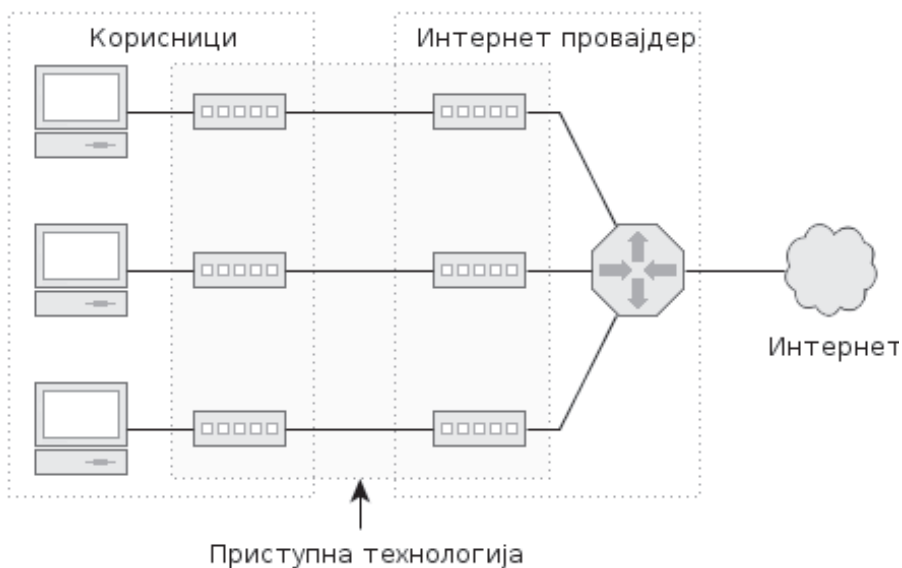 Корисници
Интернет провајдер
Интернет
Приступна технологија